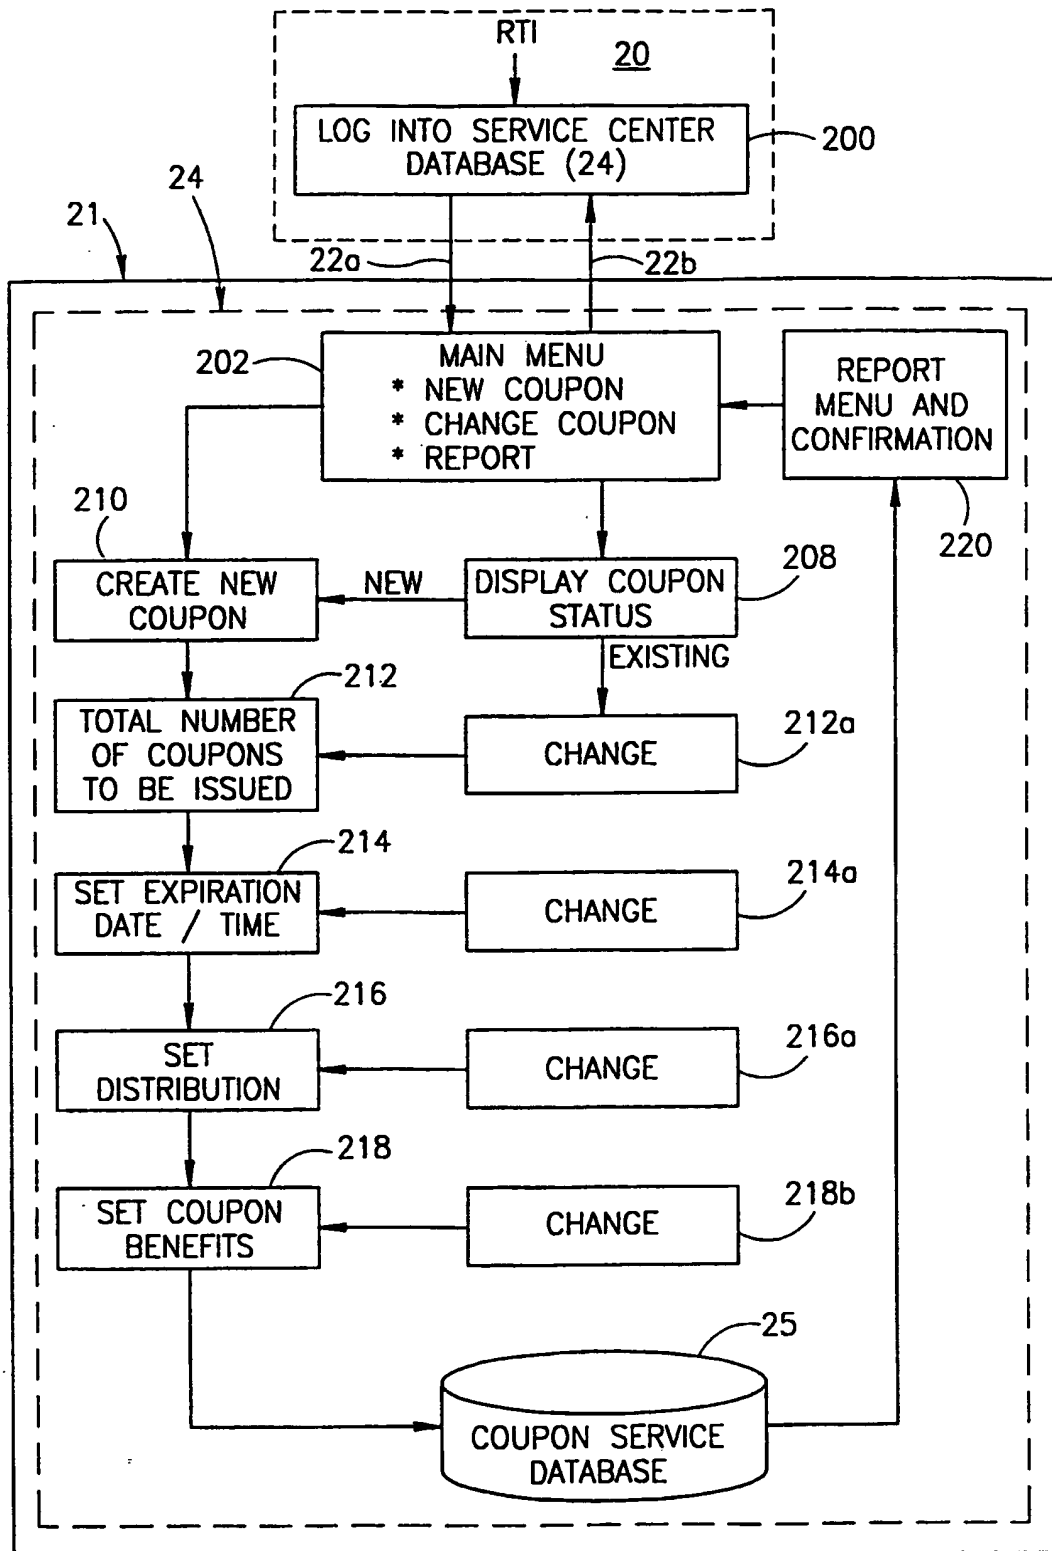 RTI
20
LOG INTO SERVICE CENTER
DATABASE (24)
200
24
21
22a
22b
202
MAIN MENU
* NEW COUPON
* CHANGE COUPON
* REPORT
REPORT
MENU AND
CONFIRMATION
220
210
CREATE NEW
COUPON
NEW
DISPLAY COUPON
STATUS
208
EXISTING
212
TOTAL NUMBER
OF COUPONS
TO BE ISSUED
CHANGE
212a
214
SET EXPIRATION
DATE / TIME
CHANGE
214a
216
SET
DISTRIBUTION
CHANGE
216a
218
SET COUPON
BENEFITS
CHANGE
218b
25
COUPON SERVICE
DATABASE